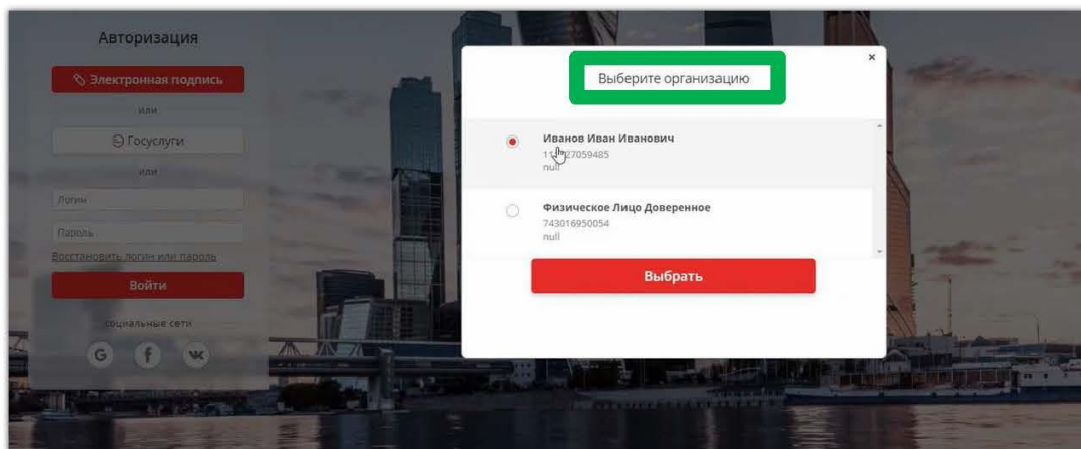 Авторизация
Электронная подпись
или
Госуслуги
или
Логин
Пароль
Восстановить логин или пароль
Войти
социальные сети
G f
×
Выберите организацию
Иванов Иван Иванович
null
Физическое Лицо Доверенное
743016950054
null
Выбрать